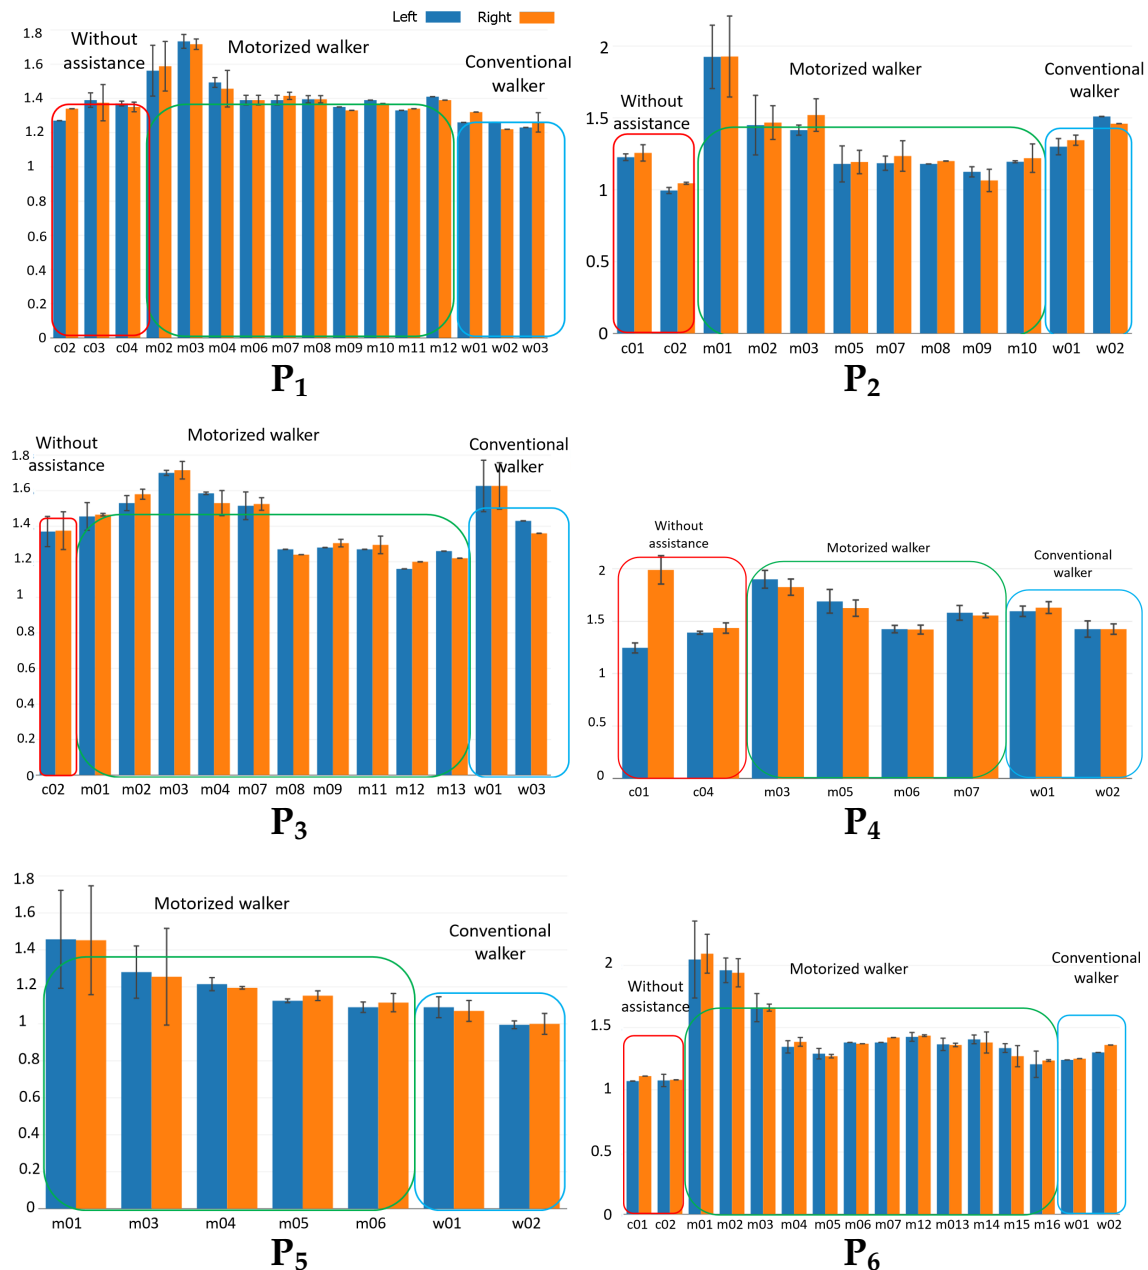 Left Right
Without
assistance
Motorized walker
Conventional
walker
1.8
1.6
1.4
1.2
1
0.8
0.6
0.4
0.2
0
c02 c03 c04 m02 m03 m04 m06 m07 m08 m09 m10 m11 m12 w01 w02 w03
P1
Without
assistance
Motorized walker
Conventional
walker
2
1.5
1
0.5
0
c01 c02 m01 m02 m03 m05 m07 m08 m09 m10 w01 w02
P2
Without
assistance
Motorized walker
Conventional
walker
1.8
1.6
1.4
1.2
1
0.8
0.6
0.4
0.2
0
c02 m01 m02 m03 m04 m07 m08 m09 m11 m12 m13 w01 w03
P3
Without
assistance
Motorized walker
Conventional
walker
2
1.5
1
0.5
0
c01 c04 m03 m05 m06 m07 w01 w02
P4
Motorized walker
Conventional
walker
1.8
1.6
1.4
1.2
1
0.8
0.6
0.4
0.2
0
m01 m03 m04 m05 m06 w01 w02
P5
Without
assistance
Motorized walker
Conventional
walker
2
1.5
1
0.5
0
c01 c02 m01 m02 m03 m04 m05 m06 m07 m12 m013 m14 m15 m16 w01 w02
P6